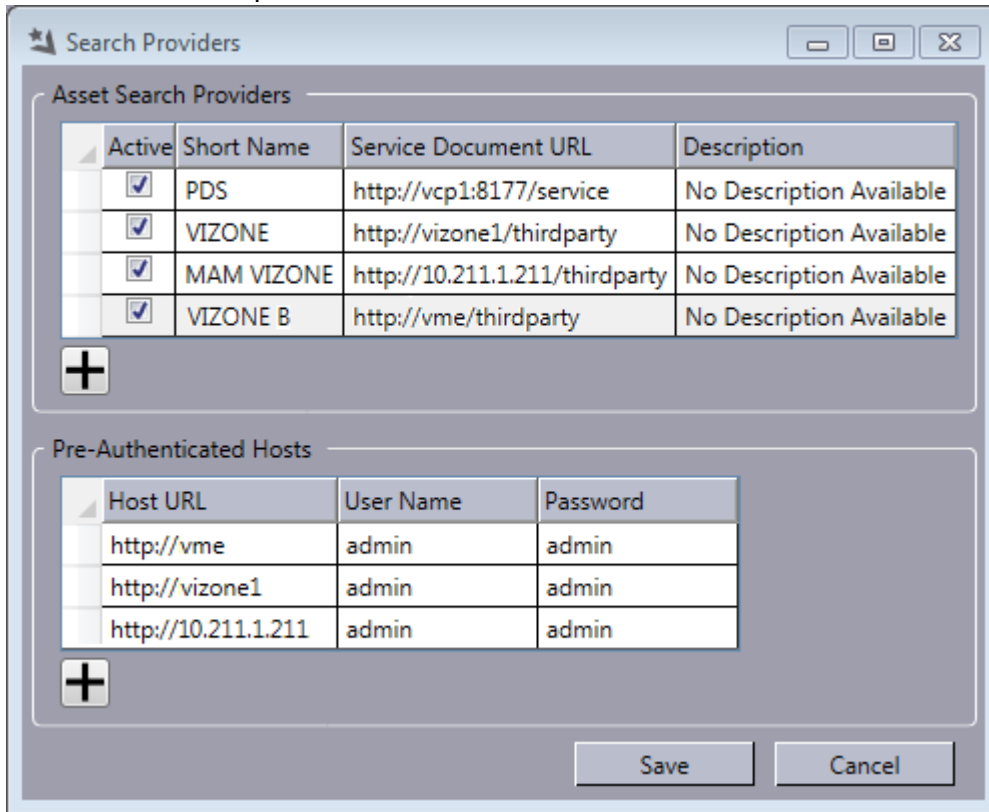 Search Providers
Asset Search Providers
Active Short Name Service Document URL Description
PDS http://vcp1:8177/service No Description Available
VIZONE http://vizone1/thirdparty No Description Available
MAM VIZONE http://10.211.1.211/thirdparty No Description Available
VIZONE B http://vme/thirdparty No Description Available
Pre-Authenticated Hosts
Host URL User Name Password
http://vme admin admin
http://vizone1 admin admin
http://10.211.1.211 admin admin
Save Cancel